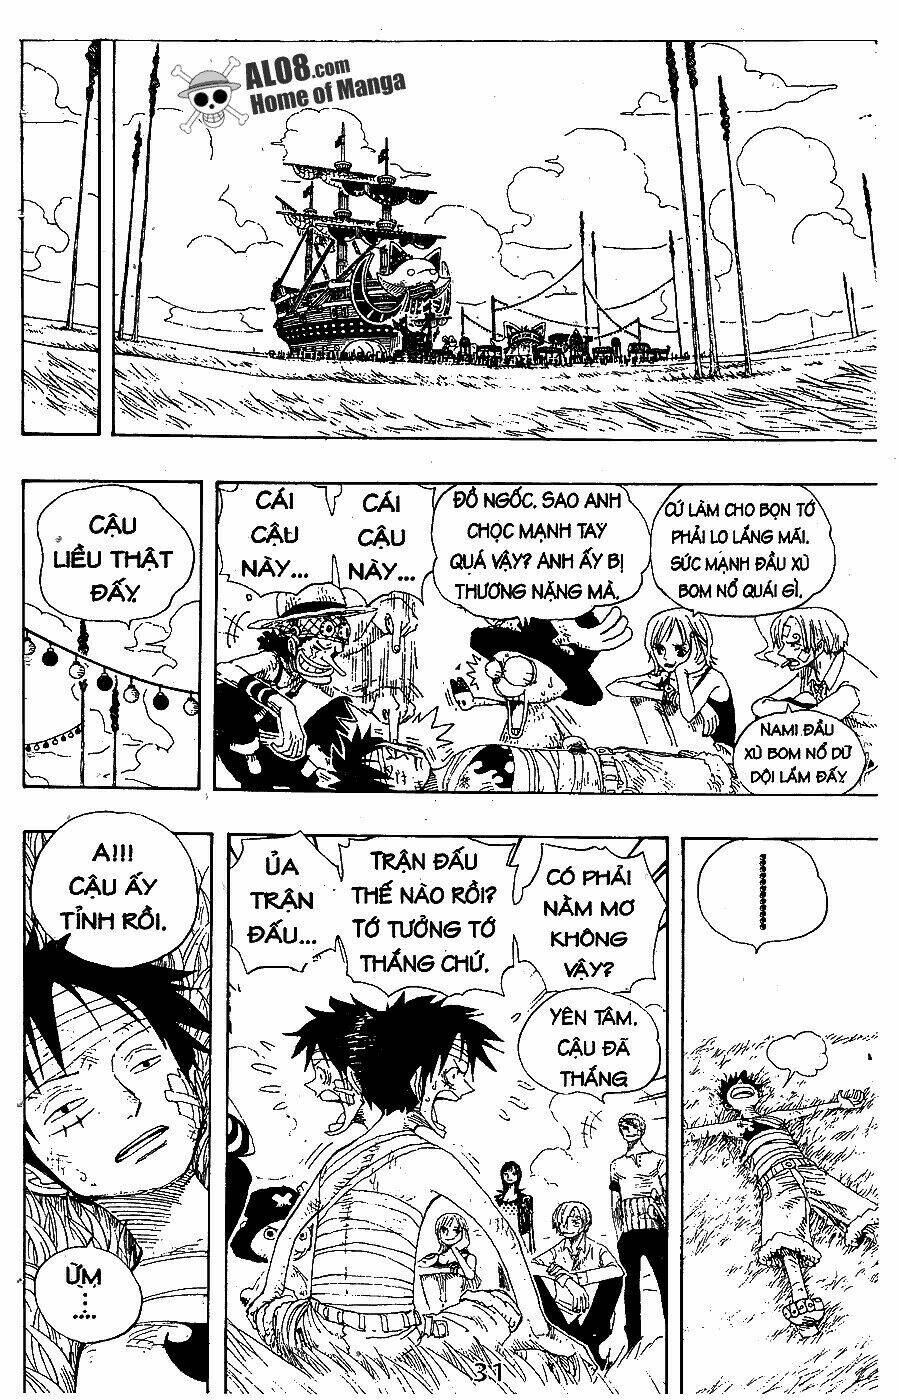 ALO8.com
Home of Manga
CẬU
LIỀU THẬT
ĐẤY.
CÁI
CẬU
NÀY...
CÁI
CẬU
NÀY...
ĐỒ NGỐC. SAO ANH
CHỌC MẠNH TAY
QUÁ VẬY? ANH ẤY BỊ
THƯƠNG NẶNG MÀ.
CỨ LÀM CHO BỌN TỚ
PHẢI LO LẮNG MÃI.
SỨC MẠNH ĐẦU XÙ
BOM NỔ QUÁI GÌ.
NAMI ĐẦU
XÙ BOM NỔ DỮ
DỘI LẮM ĐẤY
A!!!
CẬU ẤY
TỈNH RỒI.
ỪM
......
ỦA
TRẬN
ĐẤU...
TRẬN ĐẤU
THẾ NÀO RỒI?
TỚ TƯỞNG TỚ
THẮNG CHỨ.
CÓ PHẢI
NẰM MƠ
KHÔNG
VẬY?
YÊN TÂM.
CẬU ĐÃ
THẮNG
31